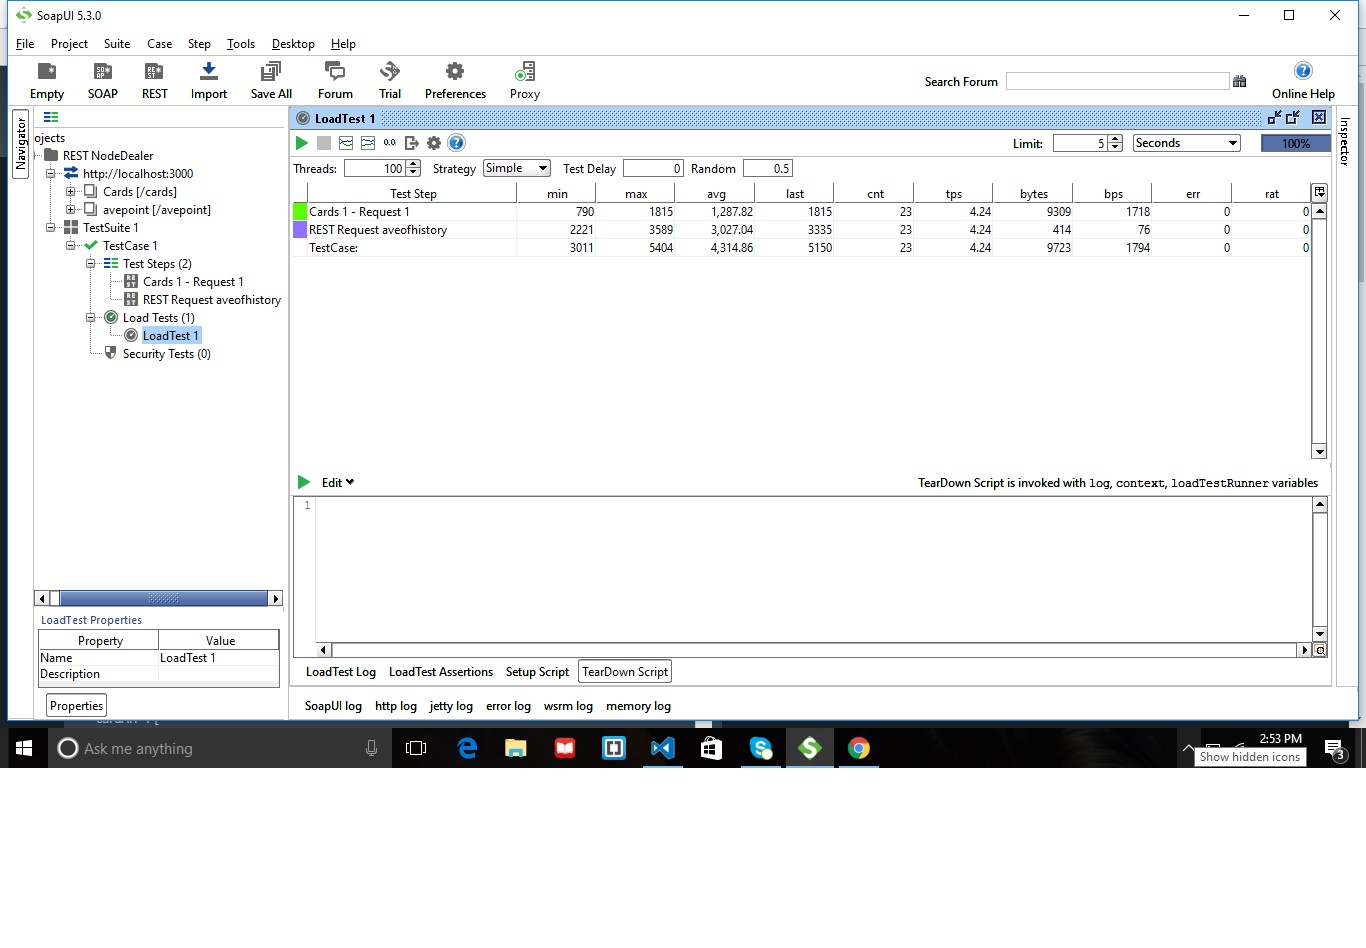 SoapUI 5.3.0
File Project Suite Case Step Tools Desktop Help
Empty SOAP REST Import Save All Forum Trial Preferences Proxy Search Forum Online Help
Navigator
ojects
REST NodeDealer
http://localhost:3000
Cards [/cards]
avepoint [/avepoint]
TestSuite 1
TestCase 1
Test Steps (2)
Cards 1 - Request 1
REST Request aveofhistory
Load Tests (1)
LoadTest 1
Security Tests (0)
LoadTest Properties
Property Value
Name LoadTest 1
Description
Properties
LoadTest 1
0.0 Limit: 5 Seconds 100%
Threads: 100 Strategy Simple Test Delay 0 Random 0.5
Test Step min max avg last cnt tps bytes bps err rat
Cards 1 - Request 1 790 1815 1,287.82 1815 23 4.24 9309 1718 0 0
REST Request aveofhistory 2221 3589 3,027.04 3335 23 4.24 414 76 0 0
TestCase: 3011 5404 4,314.86 5150 23 4.24 9723 1794 0 0
Edit TearDown Script is invoked with log, context, loadTestRunner variables
1
LoadTest Log LoadTest Assertions Setup Script TearDown Script
SoapUI log http log jetty log error log wsrm log memory log
Inspector
Ask me anything
2:53 PM
Show hidden icons
3